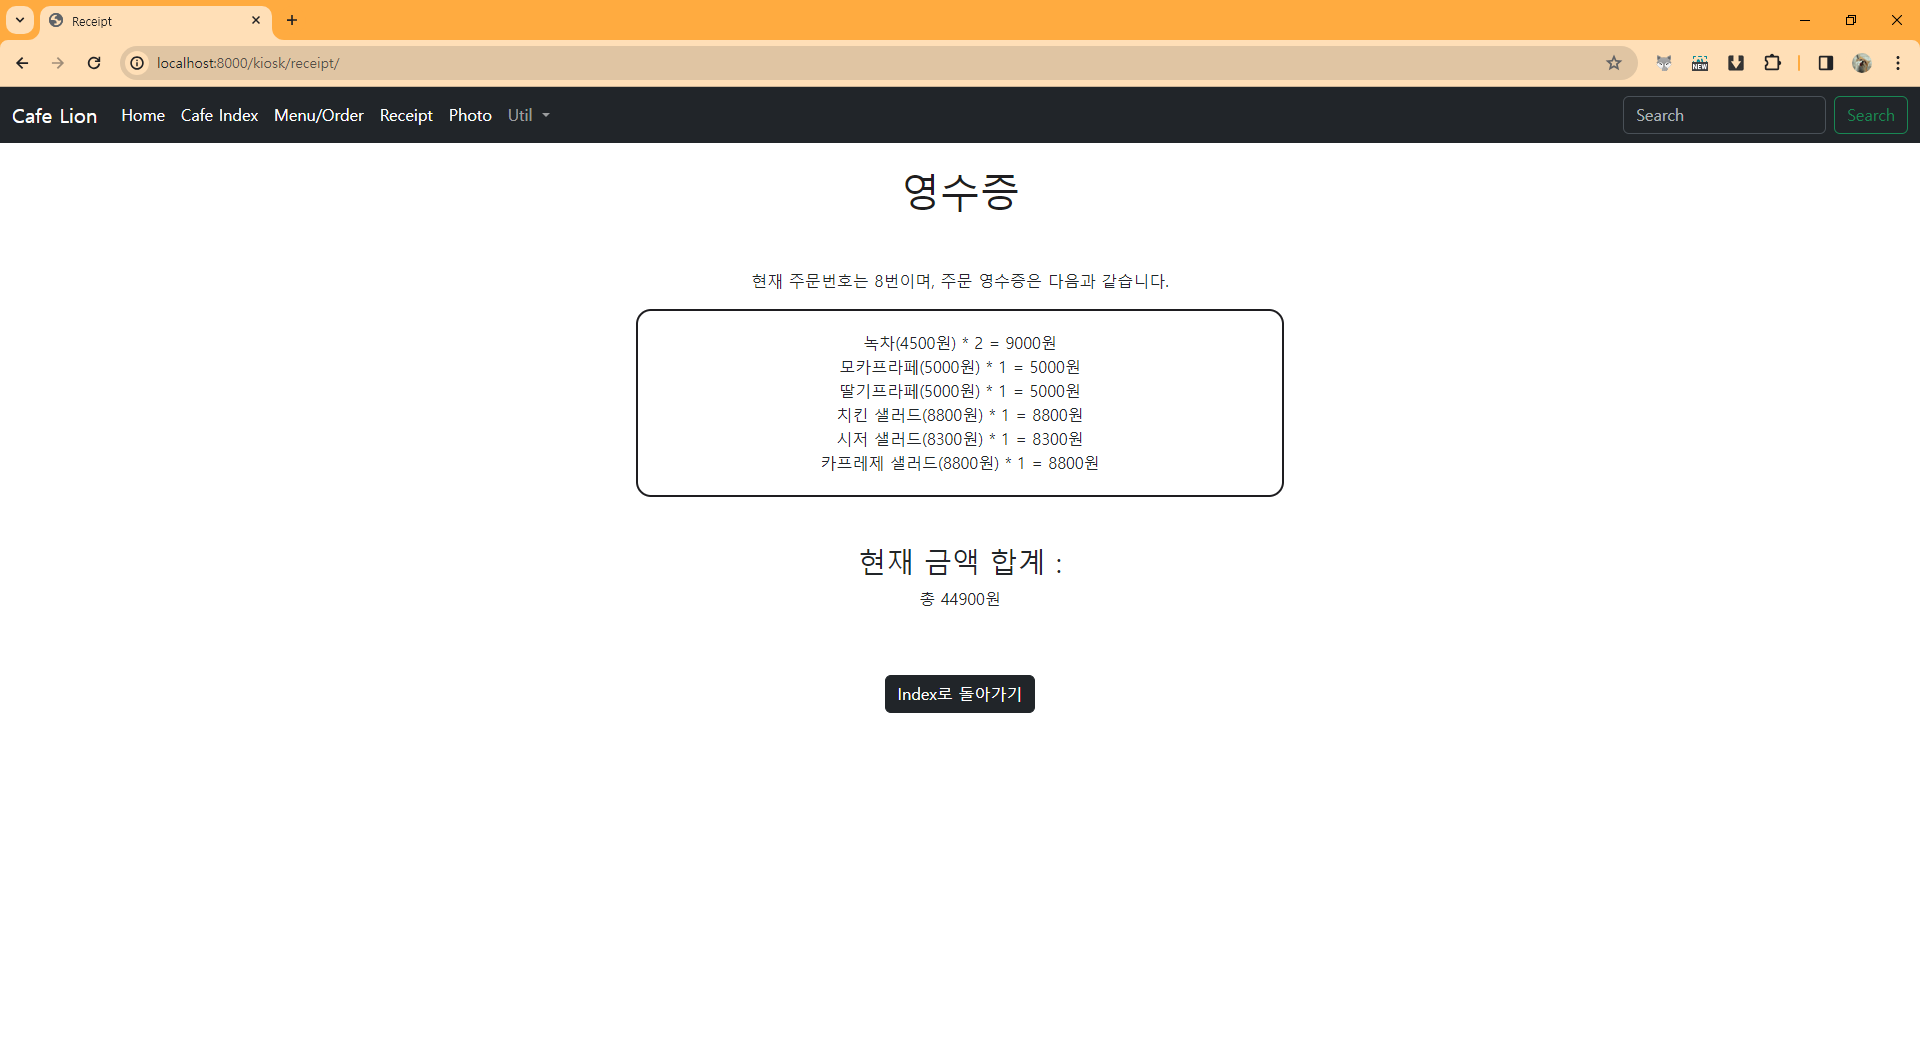 Receipt
localhost:8000/kiosk/receipt/
NEW
Cafe Lion Home Cafe Index Menu/Order Receipt Photo Util Search Search
영수증
현재 주문번호는 8번이며, 주문 영수증은 다음과 같습니다.
녹차(4500원) * 2 = 9000원
모카프라페(5000원) * 1 = 5000원
딸기프라페(5000원) * 1 = 5000원
치킨 샐러드(8800원) * 1 = 8800원
시저 샐러드(8300원) * 1 = 8300원
카프레제 샐러드(8800원) * 1 = 8800원
현재 금액 합계 :
총 44900원
Index로 돌아가기